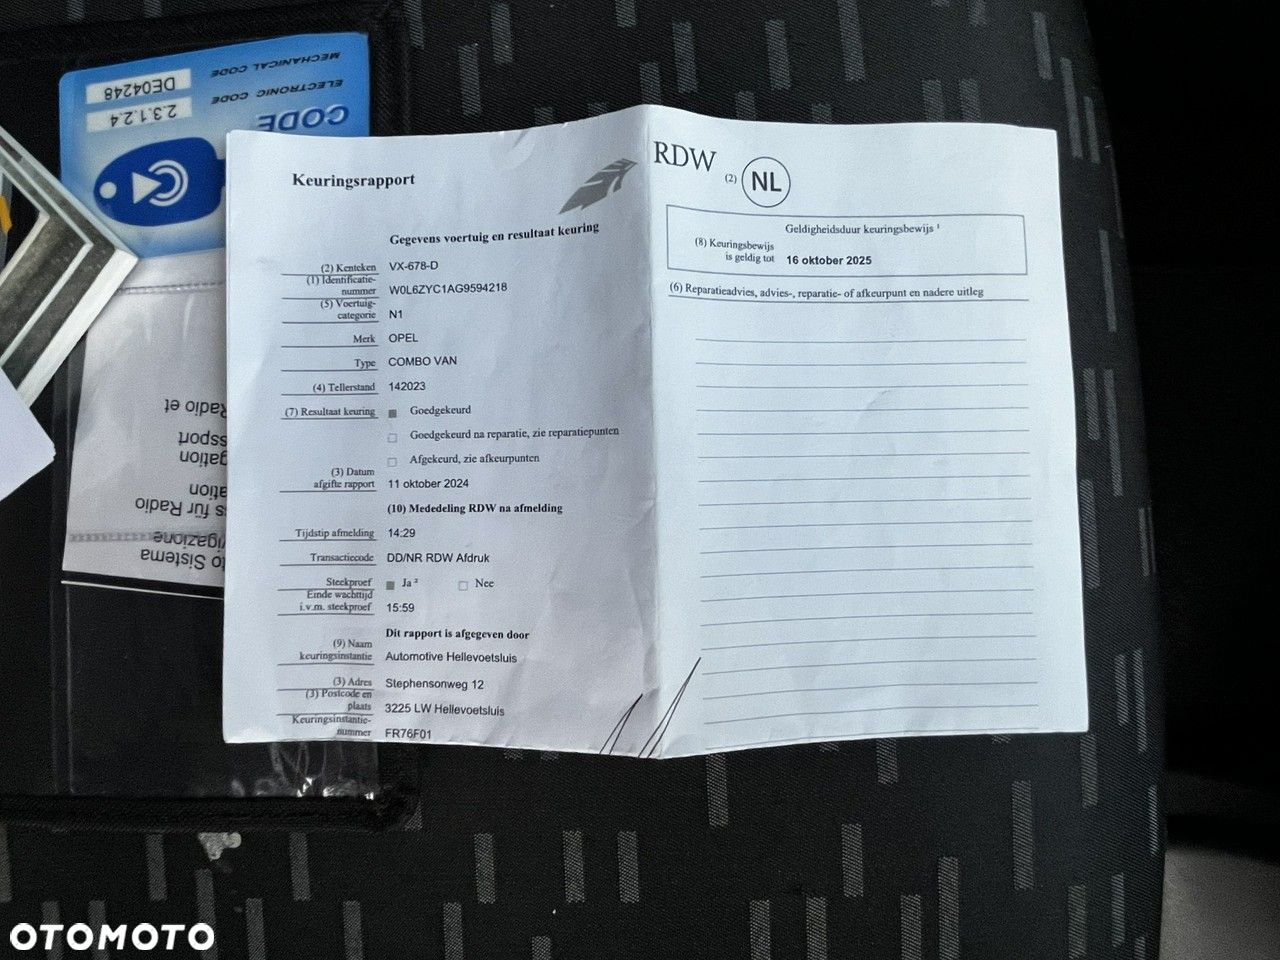 MECHANICAL CODE
DE04248
ELECTRONIC CODE
2.3.1.2.4
CODE
Radio et
ssport
gation
ation
s für Radio
vigazione
to Sistema
Keuringsrapport
Gegevens voertuig en resultaat keuring
(2) Kenteken VX-678-D
(1) Identificatie-
nummer W0L6ZYC1AG9594218
(5) Voertuig-
categorie N1
Merk OPEL
Type COMBO VAN
(4) Tellerstand 142023
(7) Resultaat keuring Goedgekeurd
Goedgekeurd na reparatie, zie reparatiepunten
Afgekeurd, zie afkeurpunten
(3) Datum
afgifte rapport 11 oktober 2024
(10) Mededeling RDW na afmelding
Tijdstip afmelding 14:29
Transactiecode DD/NR RDW Afdruk
Steekproef Ja ² Nee
Einde wachttijd
i.v.m. steekproef 15:59
Dit rapport is afgegeven door
(9) Naam
keuringsinstantie Automotive Hellevoetsluis
(3) Adres Stephensonweg 12
(3) Postcode en
plaats 3225 LW Hellevoetsluis
Keuringsinstantie-
nummer FR76F01
RDW
(2) NL
Geldigheidsduur keuringsbewijs ¹
(8) Keuringsbewijs
is geldig tot 16 oktober 2025
(6) Reparatieadvies, advies-, reparatie- of afkeurpunt en nadere uitleg
OTOMOTO